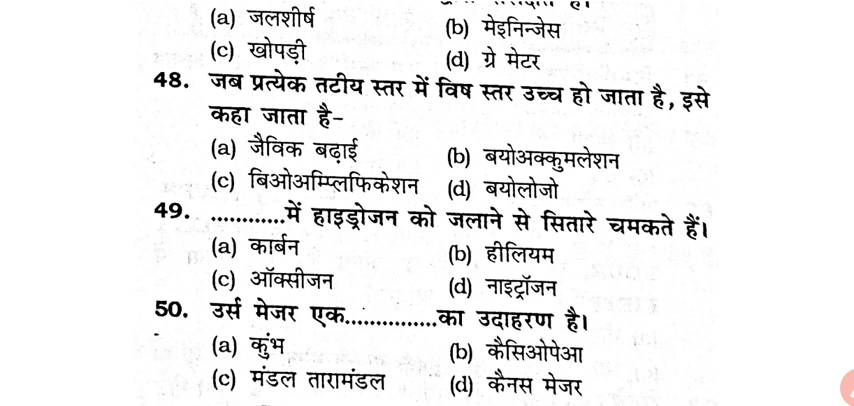 (a) जलशीर्ष (b) मेइनिन्जेस
(c) खोपड़ी (d) ग्रे मेटर
48. जब प्रत्येक तटीय स्तर में विष स्तर उच्च हो जाता है, इसे
कहा जाता है–
(a) जैविक बढ़ाई (b) बयोअक्कुमलेशन
(c) बिओअम्प्लिफिकेशन (d) बयोलोजो
49. .............में हाइड्रोजन को जलाने से सितारे चमकते हैं।
(a) कार्बन (b) हीलियम
(c) ऑक्सीजन (d) नाइट्रॉजन
50. उर्स मेजर एक................का उदाहरण है।
(a) कुंभ (b) कैसिओपेआ
(c) मंडल तारामंडल (d) कैनस मेजर